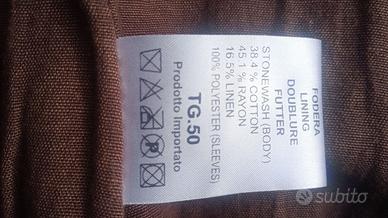 FODERA
LINING
DOUBLURE
FUTTER
STONEWASH (BODY)
38.4 % COTTON
45.1 % RAYON
16.5 % LINEN
100% POLYESTER (SLEEVES)
TG.50
Prodotto Importato
subito